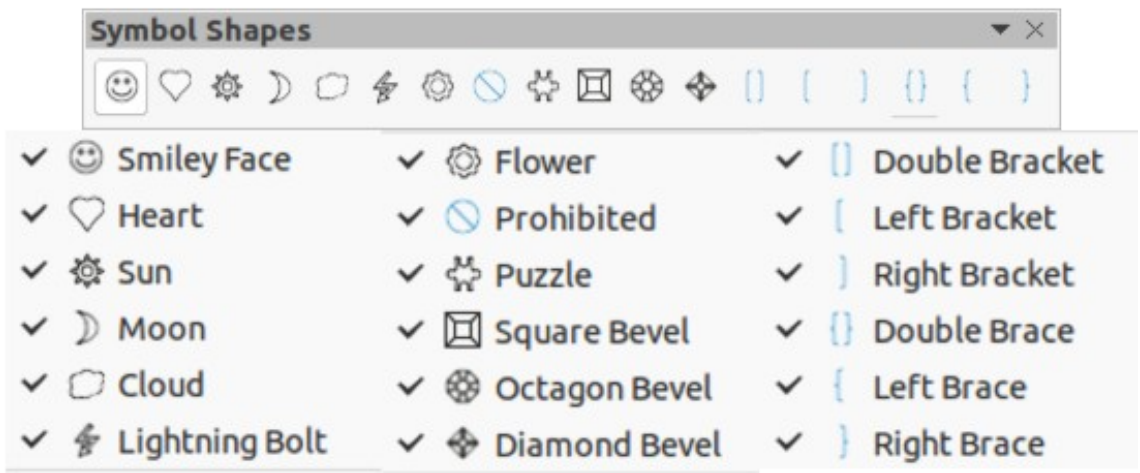 Symbol Shapes
Smiley Face
Heart
Sun
Moon
Cloud
Lightning Bolt
Flower
Prohibited
Puzzle
Square Bevel
Octagon Bevel
Diamond Bevel
Double Bracket
Left Bracket
Right Bracket
Double Brace
Left Brace
Right Brace